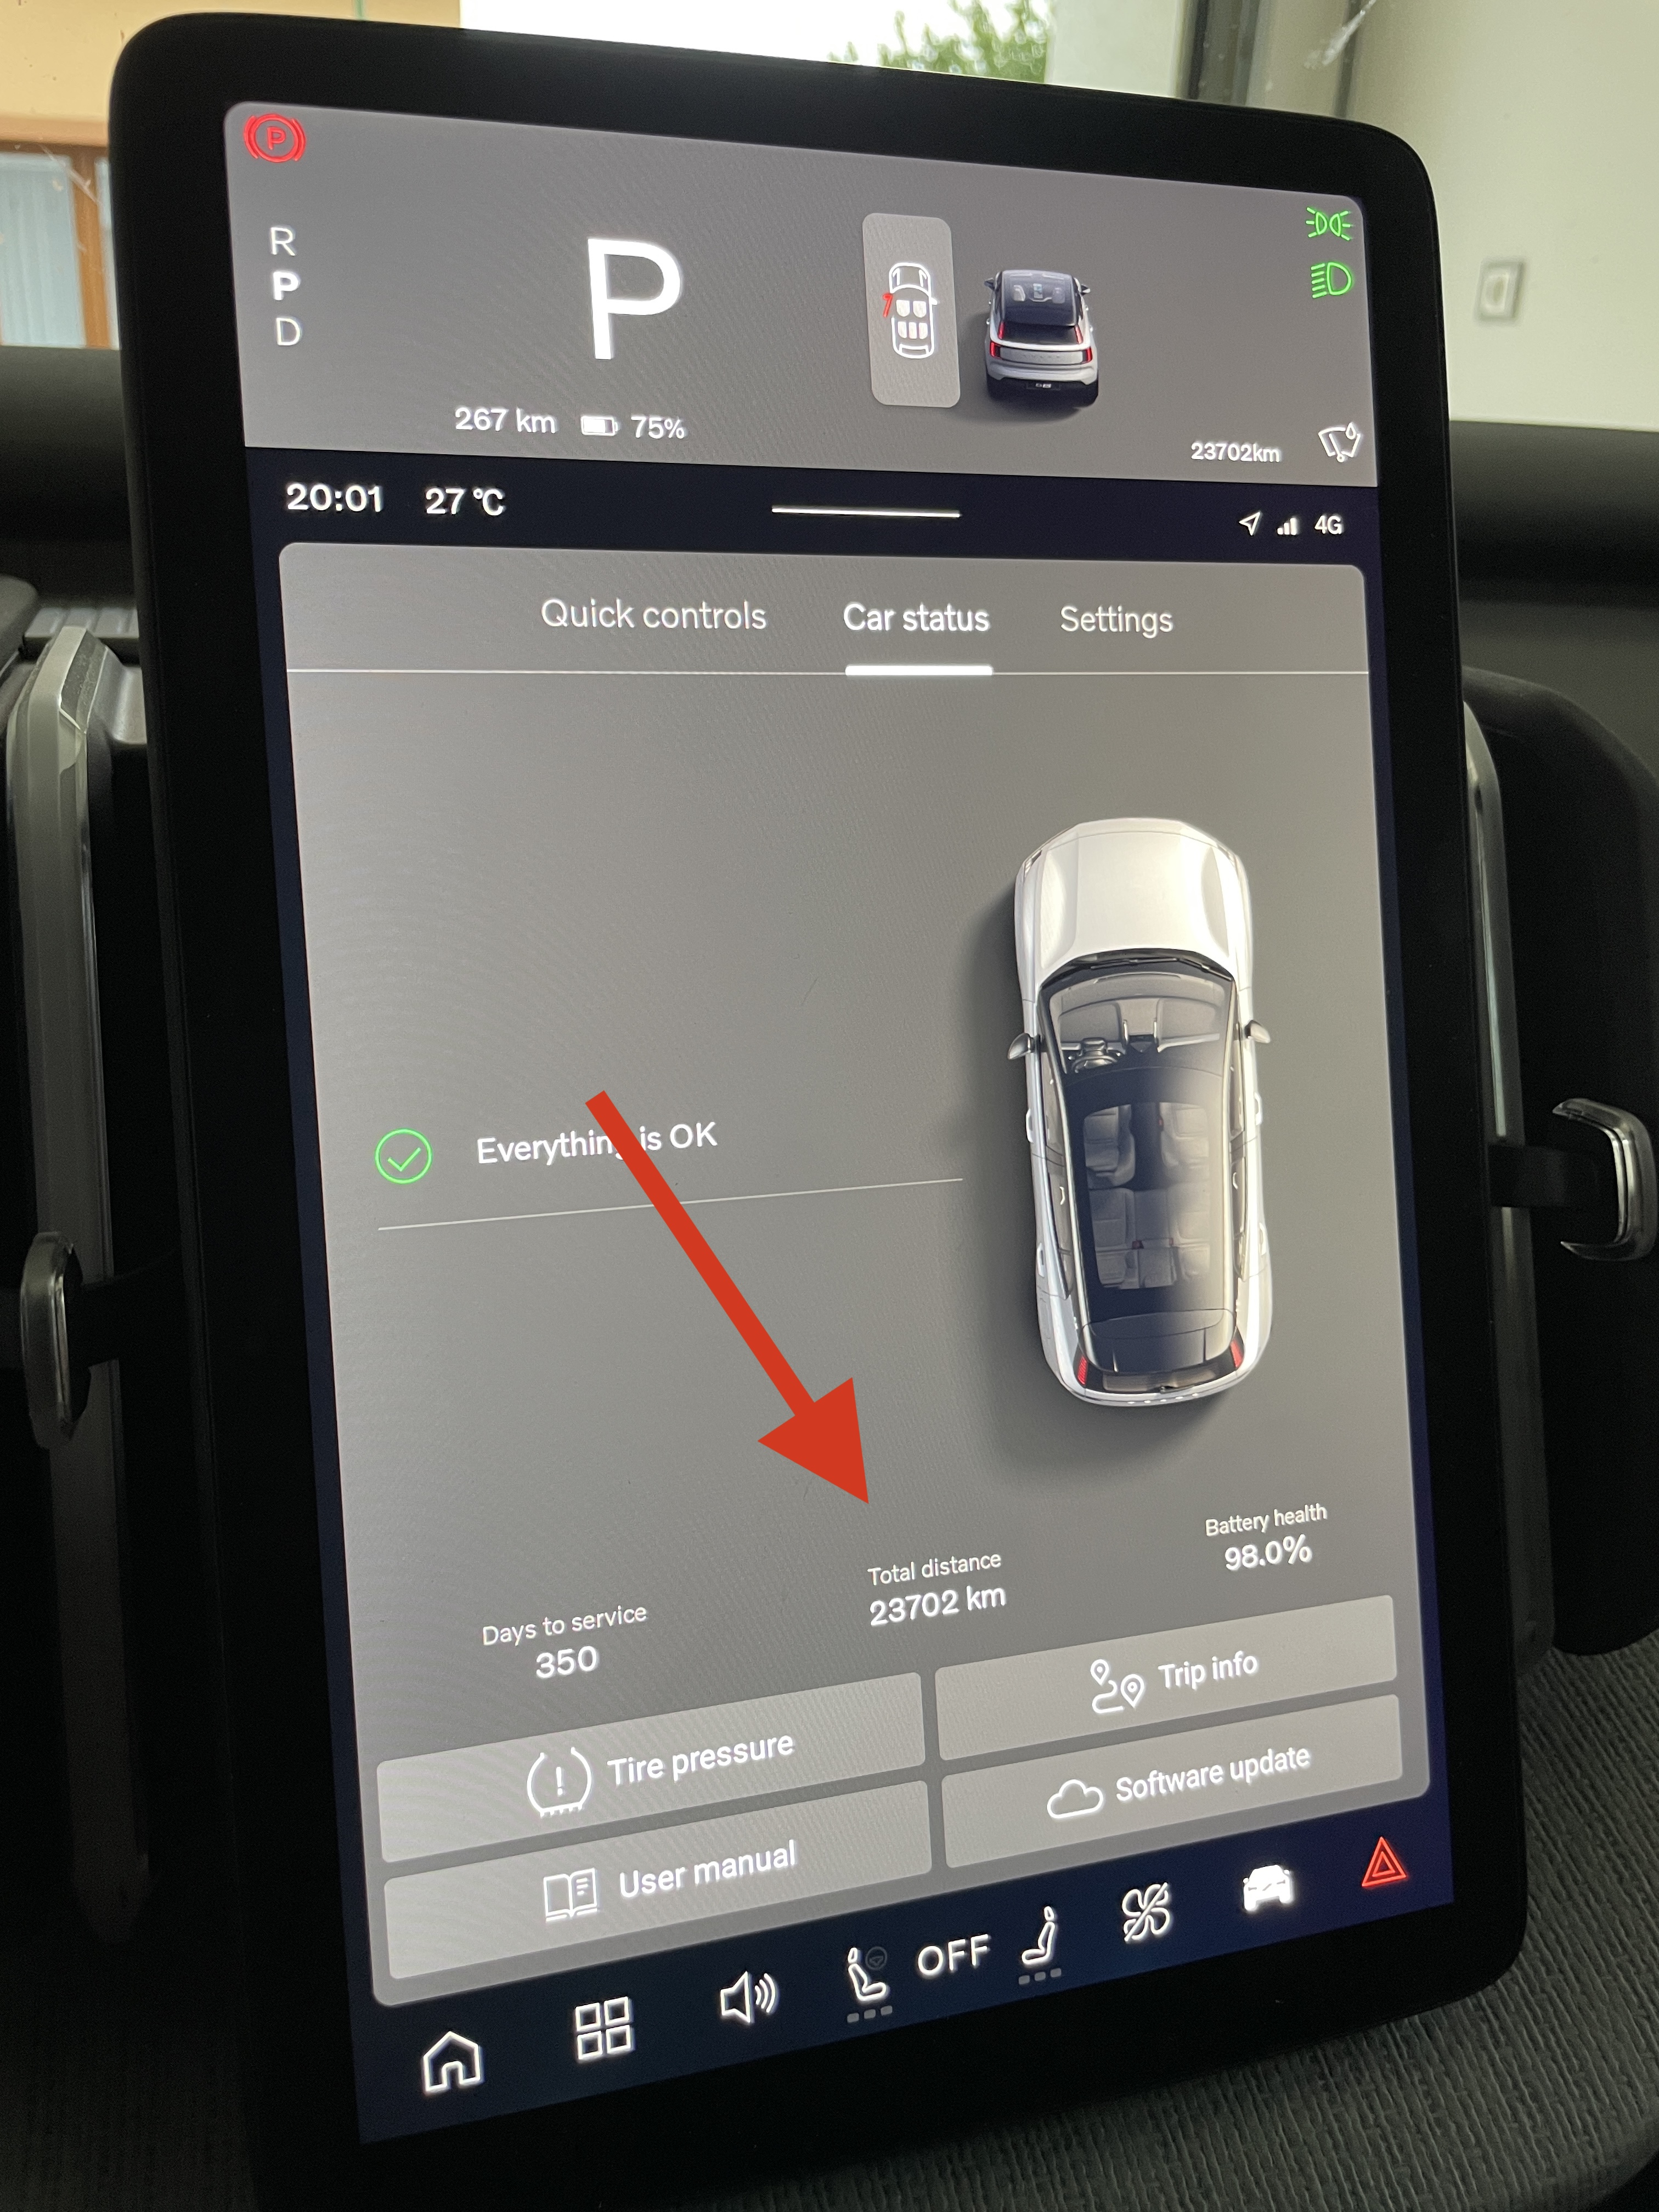 R
P
D
P
267 km 75%
23702km
20:01 27 °C
4G
Quick controls Car status Settings
Everything is OK
Days to service
350
Total distance
23702 km
Battery health
98.0%
Tire pressure
Trip info
User manual
Software update
OFF